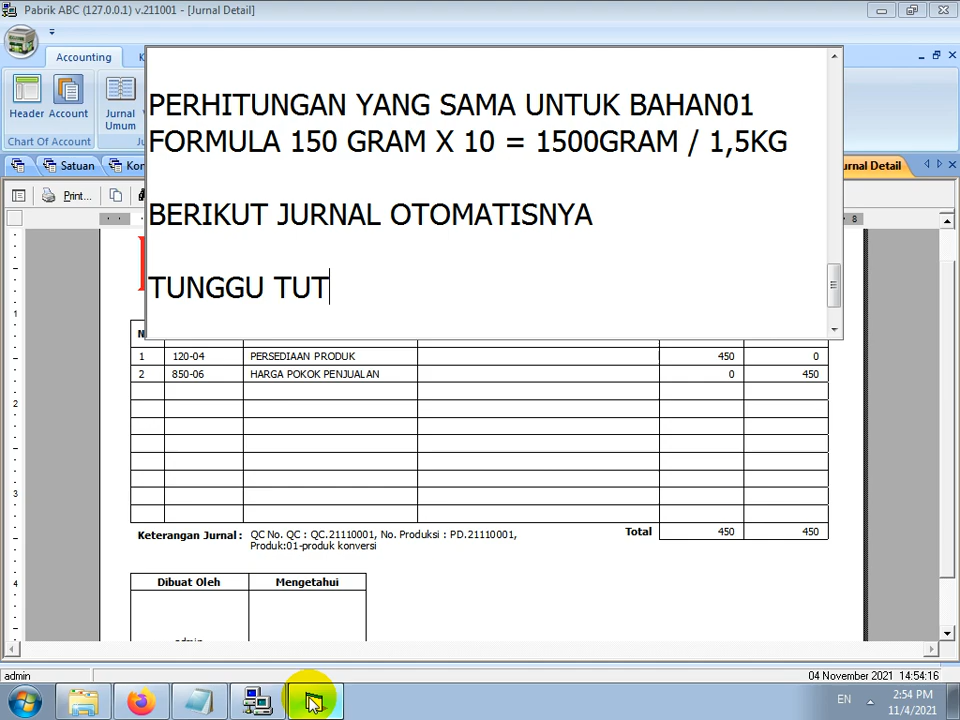 Pabrik ABC (127.0.0.1) v.211001 - [Jurnal Detail]
Accounting
Header Account Jurnal Umum
Chart Of Account
PERHITUNGAN YANG SAMA UNTUK BAHAN01
FORMULA 150 GRAM X 10 = 1500GRAM / 1,5KG
BERIKUT JURNAL OTOMATISNYA
TUNGGU TUT
Satuan
Print...
1 120-04 PERSEDIAAN PRODUK 450 0
2 850-06 HARGA POKOK PENJUALAN 0 450
Keterangan Jurnal : QC No. QC : QC.21110001, No. Produksi : PD.21110001, Total 450 450
Produk:01-produk konversi
Dibuat Oleh Mengetahui
admin 04 November 2021 14:54:16
EN 2:54 PM
11/4/2021